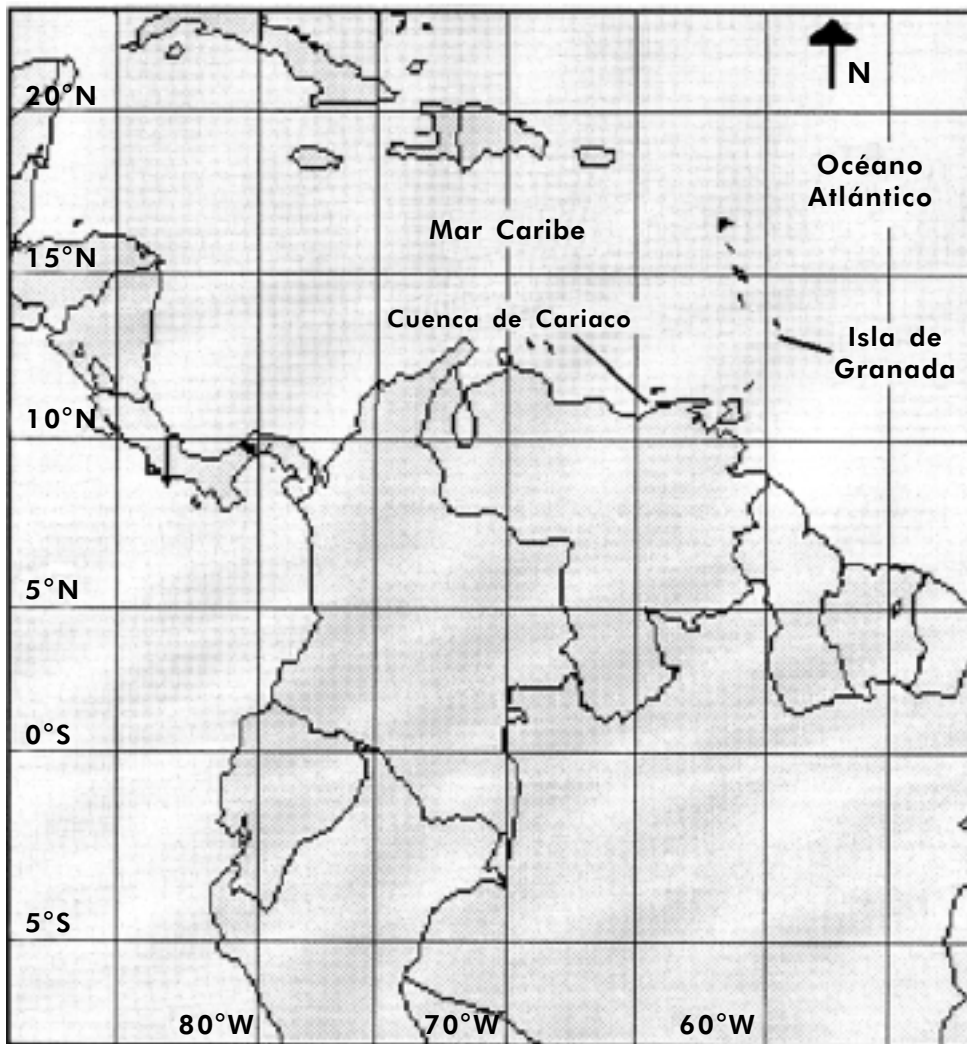 N
20°N
Océano
Atlántico
Mar Caribe
15°N
Cuenca de Cariaco
Isla de
Granada
10°N
5°N
0°S
5°S
80°W
70°W
60°W